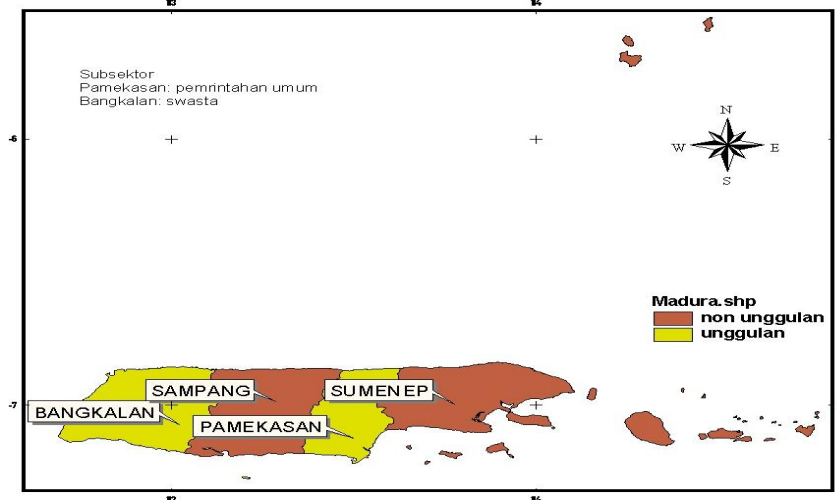 Subsektor
Pamekasan: pemrintahan umum
Bangkalan: swasta
N
W E
S
-6
Madura.shp
non unggulan
unggulan
SAMPANG
SUMENEP
-7
BANGKALAN
PAMEKASAN